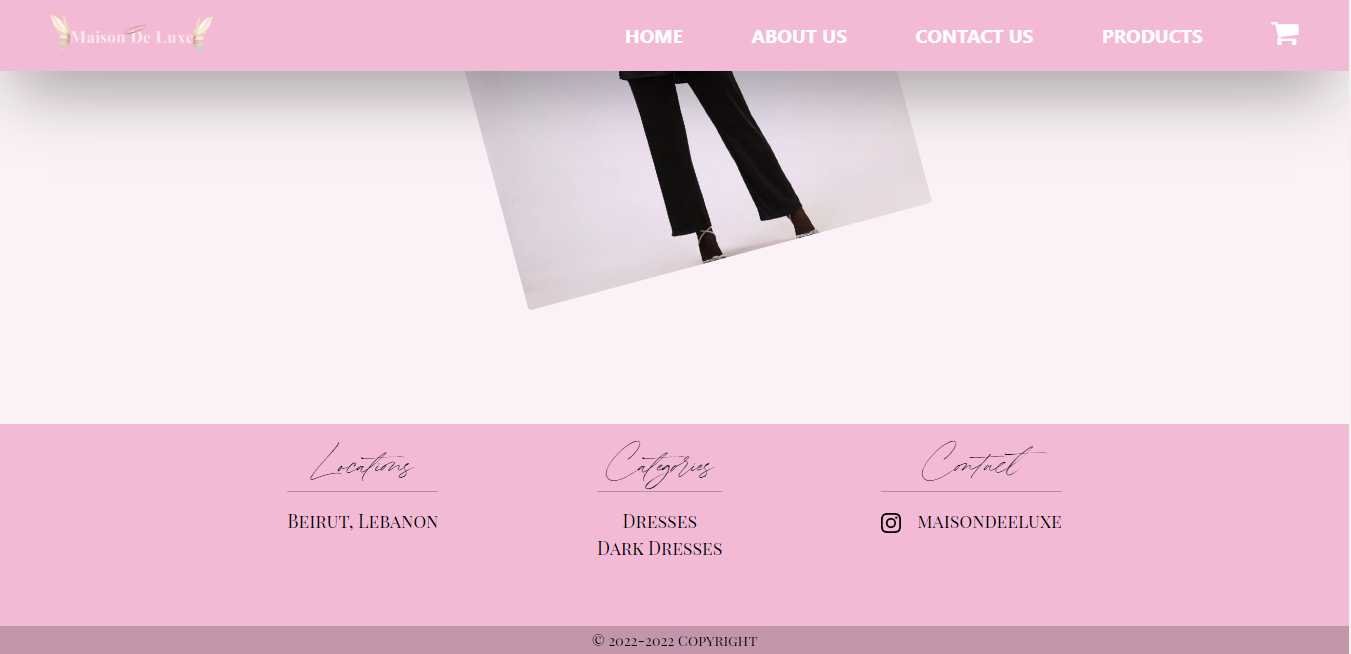 Maison De Luxe
HOME ABOUT US CONTACT US PRODUCTS
Locations Categories Contact
Beirut, Lebanon Dresses maisondeeluxe
Dark Dresses
© 2022-2022 Copyright